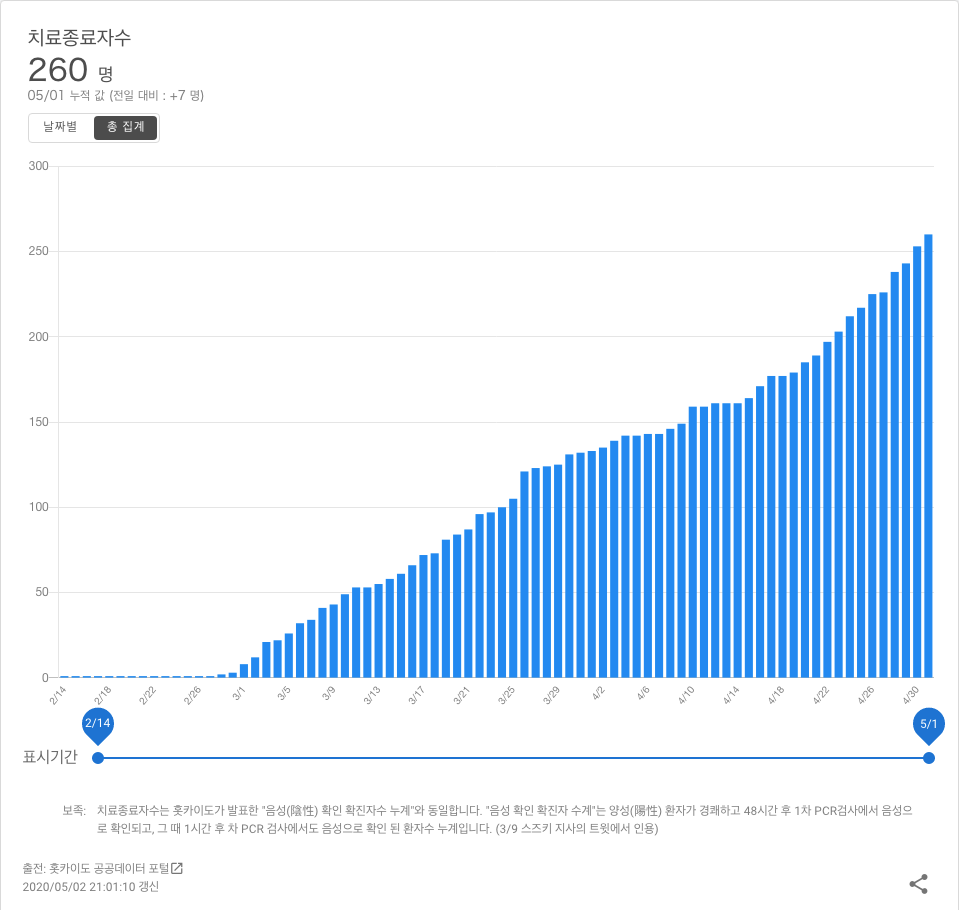 치료종료자수
260 명
05/01 누적 값 (전일 대비 : +7 명)
날짜별 총 집계
300
250
200
150
100
50
0
2/14 2/18 2/22 2/26 3/1 3/5 3/9 3/13 3/17 3/21 3/25 3/29 4/2 4/6 4/10 4/14 4/18 4/22 4/26 4/30
2/14 5/1
표시기간
보족: 치료종료자수는 홋카이도가 발표한 "음성(陰性) 확인 확진자수 누계"와 동일합니다. "음성 확인 확진자 수계"는 양성(陽性) 환자가 경쾌하고 48시간 후 1차 PCR검사에서 음성으
로 확인되고, 그 때 1시간 후 차 PCR 검사에서도 음성으로 확인 된 환자수 누계입니다. (3/9 스즈키 지사의 트윗에서 인용)
출전: 홋카이도 공공데이터 포털
2020/05/02 21:01:10 갱신